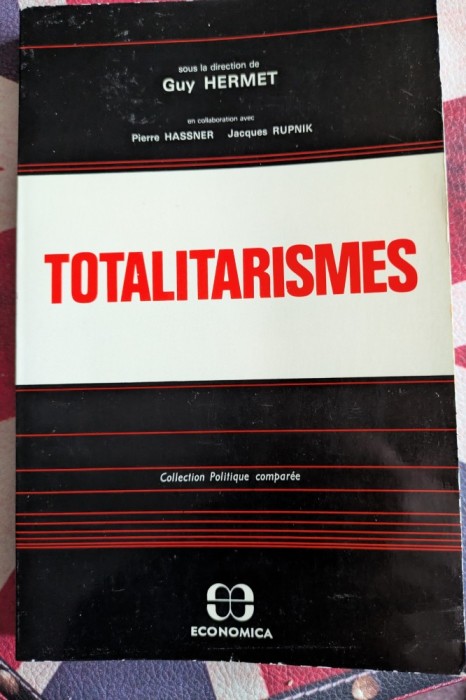 sous la direction de
Guy HERMET
en collaboration avec
Pierre HASSNER Jacques RUPNIK
TOTALITARISMES
Collection Politique comparée
ECONOMICA